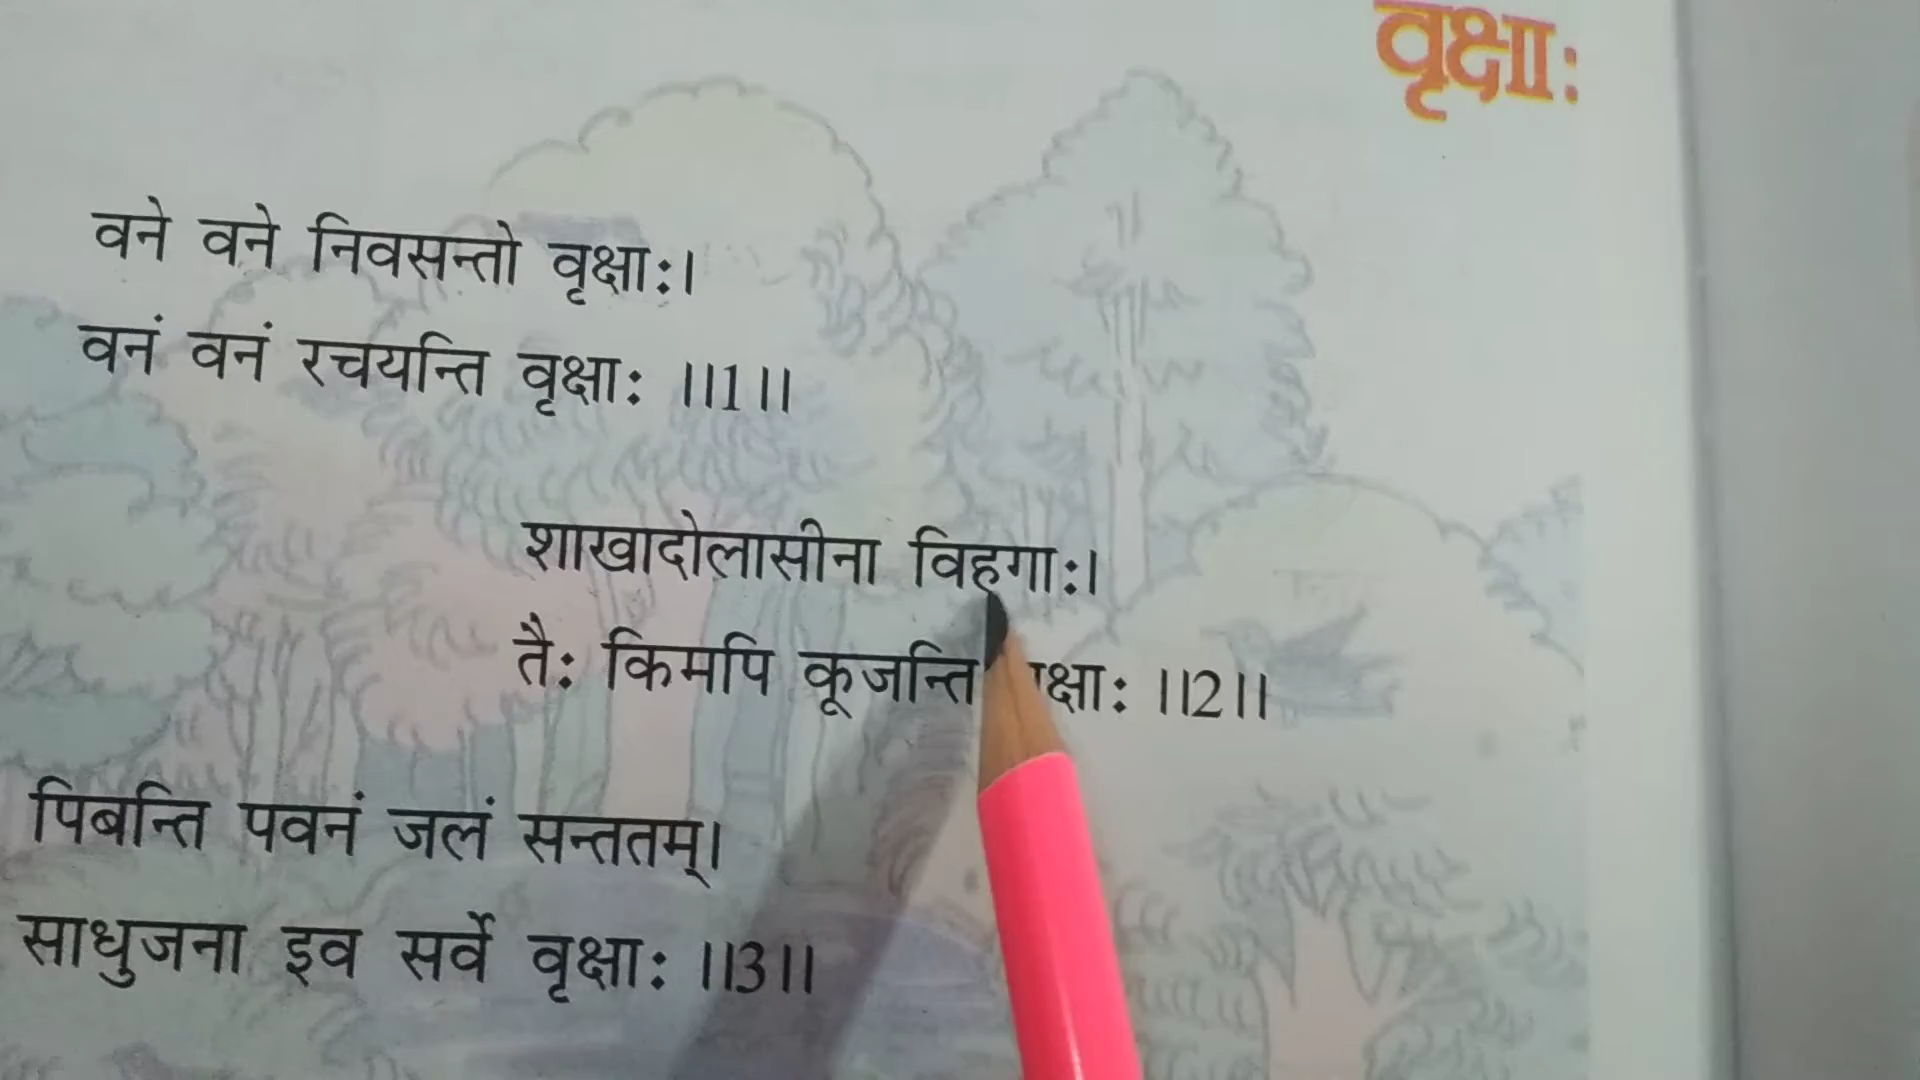 वृक्षाः
वने वने निवसन्तो वृक्षाः।
वनं वनं रचयन्ति वृक्षाः ।।1।।
शाखादोलासीना विहगाः।
तैः किमपि कूजन्ति वृक्षाः ।।2।।
पिबन्ति पवनं जलं सन्ततम्।
साधुजना इव सर्वे वृक्षाः ।।3।।